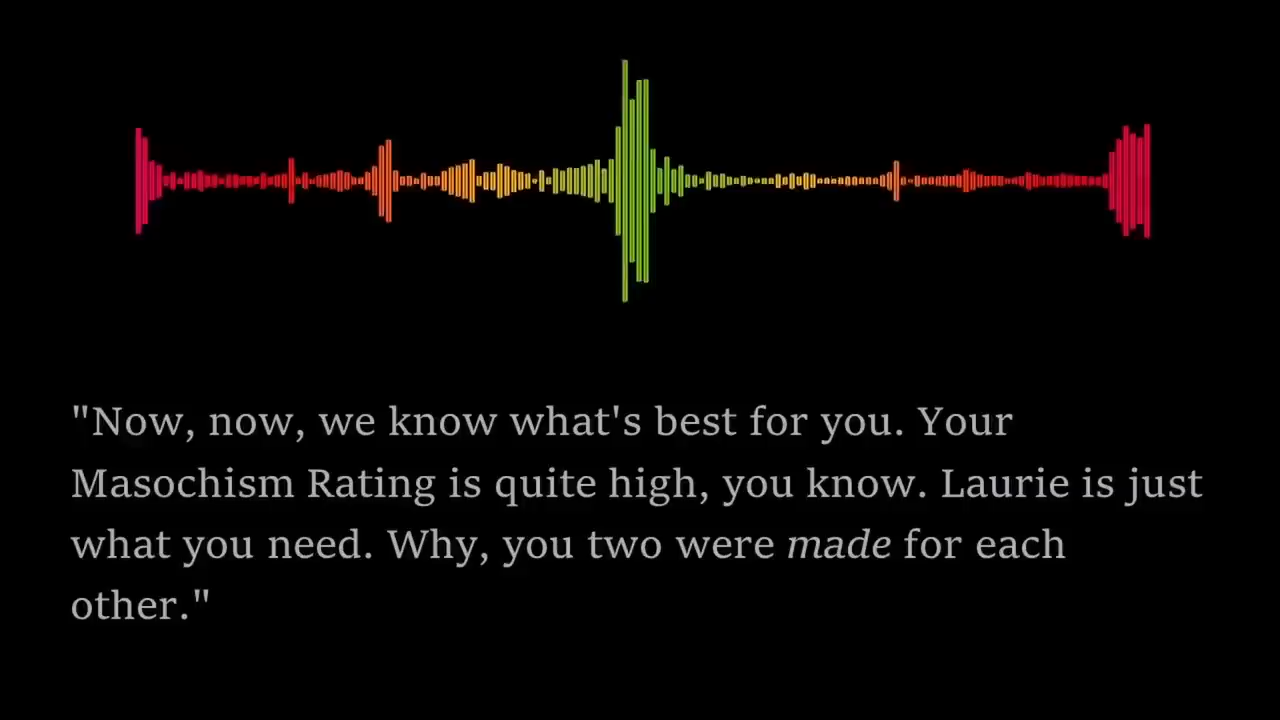 "Now, now, we know what's best for you. Your
Masochism Rating is quite high, you know. Laurie is just
what you need. Why, you two were made for each
other."